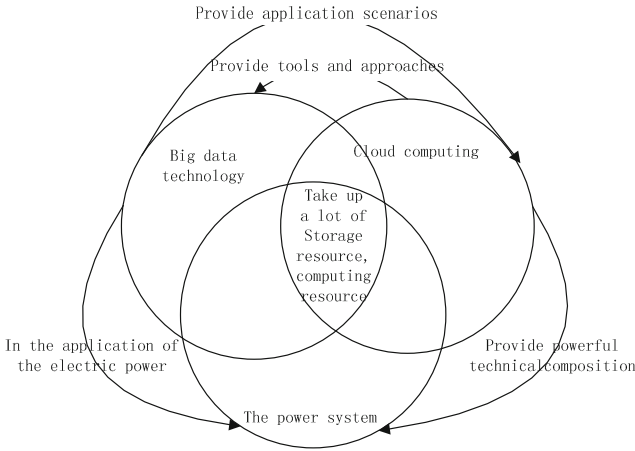 Provide application scenarios
Provide tools and approaches
Big data
technology
Cloud computing
Take up
a lot of
Storage
resource,
computing
resource
In the application of
the electric power
Provide powerful
technicalcomposition
The power system